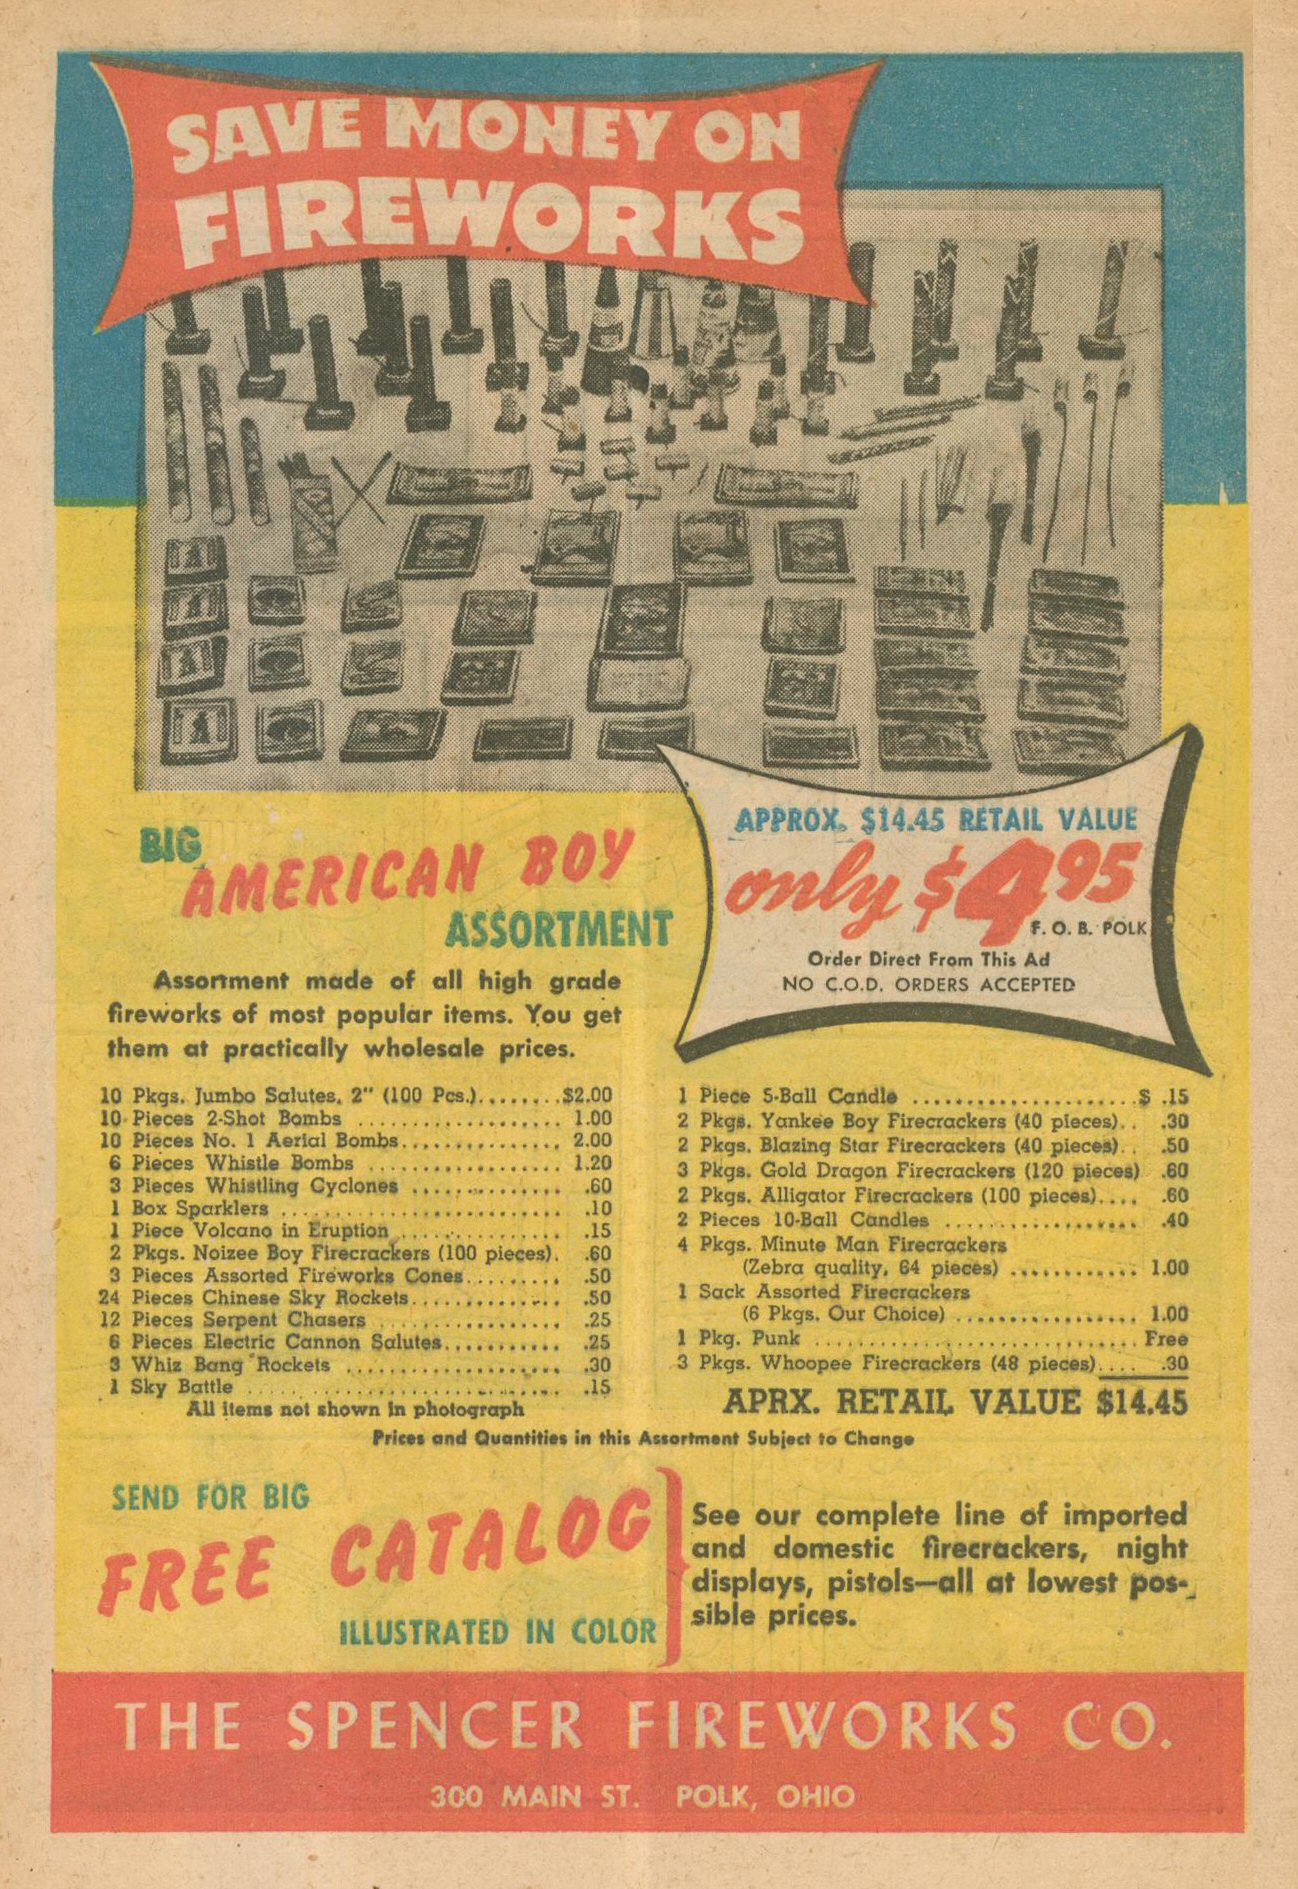 SAVE MONEY ON
FIREWORKS
APPROX. $14.45 RETAIL VALUE
only $4.95
F. O. B. POLK
Order Direct From This Ad
NO C.O.D. ORDERS ACCEPTED
BIG
AMERICAN BOY
ASSORTMENT
Assortment made of all high grade
fireworks of most popular items. You get
them at practically wholesale prices.
10 Pkgs. Jumbo Salutes, 2" (100 Pcs.)........$2.00
10 Pieces 2-Shot Bombs ................... 1.00
10 Pieces No. 1 Aerial Bombs............... 2.00
6 Pieces Whistle Bombs .................. 1.20
3 Pieces Whistling Cyclones .............. .60
1 Box Sparklers ......................... .10
1 Piece Volcano in Eruption ............... .15
2 Pkgs. Noizee Boy Firecrackers (100 pieces). .60
3 Pieces Assorted Fireworks Cones......... .50
24 Pieces Chinese Sky Rockets.............. .50
12 Pieces Serpent Chasers ................. .25
6 Pieces Electric Cannon Salutes........... .25
3 Whiz Bang Rockets .................... .30
1 Sky Battle ............................. .15
All items not shown in photograph
1 Piece 5-Ball Candle ......................$ .15
2 Pkgs. Yankee Boy Firecrackers (40 pieces).. .30
2 Pkgs. Blazing Star Firecrackers (40 pieces).. .50
3 Pkgs. Gold Dragon Firecrackers (120 pieces) .60
2 Pkgs. Alligator Firecrackers (100 pieces).... .60
2 Pieces 10-Ball Candles .................. .40
4 Pkgs. Minute Man Firecrackers
(Zebra quality, 64 pieces) ............ 1.00
1 Sack Assorted Firecrackers
(6 Pkgs. Our Choice) ................. 1.00
1 Pkg. Punk ............................... Free
3 Pkgs. Whoopee Firecrackers (48 pieces).... .30
APRX. RETAIL VALUE $14.45
Prices and Quantities in this Assortment Subject to Change
SEND FOR BIG
FREE CATALOG
ILLUSTRATED IN COLOR
See our complete line of imported
and domestic firecrackers, night
displays, pistols—all at lowest pos-
sible prices.
THE SPENCER FIREWORKS CO.
300 MAIN ST. POLK, OHIO